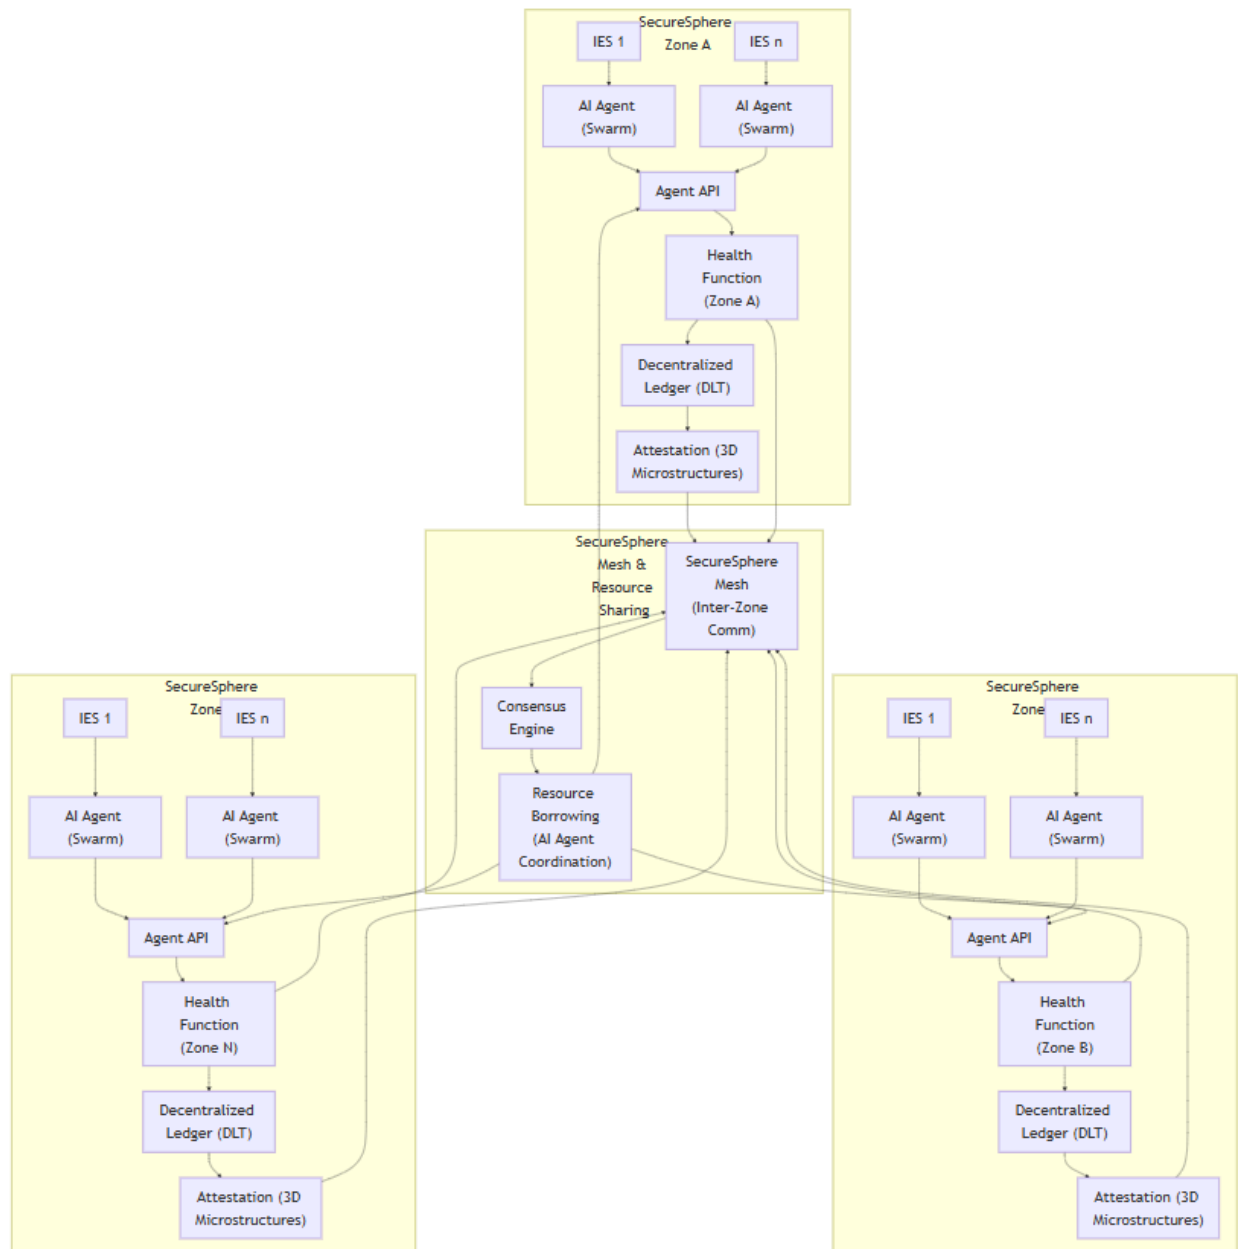 SecureSphere
Zone A
IES 1
IES n
AI Agent
(Swarm)
AI Agent
(Swarm)
Agent API
Health
Function
(Zone A)
Decentralized
Ledger (DLT)
Attestation (3D
Microstructures)
SecureSphere
Mesh &
Resource
Sharing
SecureSphere
Mesh
(Inter-Zone
Comm)
Consensus
Engine
Resource
Borrowing
(AI Agent
Coordination)
SecureSphere
Zone
IES 1
IES n
AI Agent
(Swarm)
AI Agent
(Swarm)
Agent API
Health
Function
(Zone N)
Decentralized
Ledger (DLT)
Attestation (3D
Microstructures)
SecureSphere
Zone
IES 1
IES n
AI Agent
(Swarm)
AI Agent
(Swarm)
Agent API
Health
Function
(Zone B)
Decentralized
Ledger (DLT)
Attestation (3D
Microstructures)